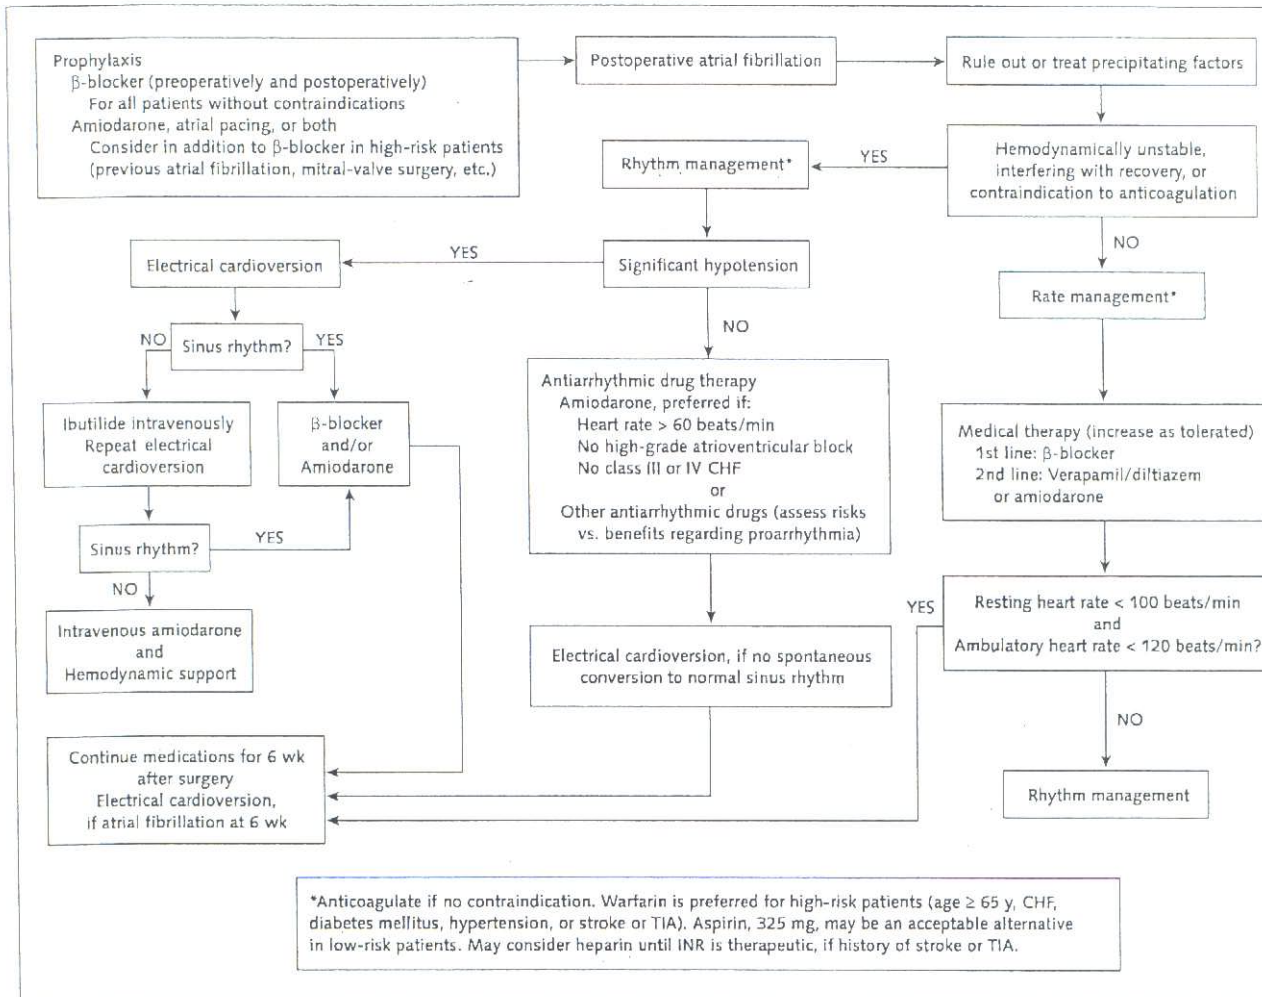 Prophylaxis
β-blocker (preoperatively and postoperatively)
For all patients without contraindications
Amiodarone, atrial pacing, or both
Consider in addition to β-blocker in high-risk patients
(previous atrial fibrillation, mitral-valve surgery, etc.)
Postoperative atrial fibrillation
Rule out or treat precipitating factors
Hemodynamically unstable,
interfering with recovery, or
contraindication to anticoagulation
YES
Rhythm management*
NO
Rate management*
Significant hypotension
YES
Electrical cardioversion
NO
Sinus rhythm?
NO
YES
Ibutilide intravenously
Repeat electrical
cardioversion
β-blocker
and/or
Amiodarone
Sinus rhythm?
YES
NO
Intravenous amiodarone
and
Hemodynamic support
Antiarrhythmic drug therapy
Amiodarone, preferred if:
Heart rate > 60 beats/min
No high-grade atrioventricular block
No class III or IV CHF
or
Other antiarrhythmic drugs (assess risks
vs. benefits regarding proarrhythmia)
Electrical cardioversion, if no spontaneous
conversion to normal sinus rhythm
Medical therapy (increase as tolerated)
1st line: β-blocker
2nd line: Verapamil/diltiazem
or amiodarone
Resting heart rate < 100 beats/min
and
Ambulatory heart rate < 120 beats/min?
YES
NO
Rhythm management
Continue medications for 6 wk
after surgery
Electrical cardioversion,
if atrial fibrillation at 6 wk
*Anticoagulate if no contraindication. Warfarin is preferred for high-risk patients (age ≥ 65 y, CHF,
diabetes mellitus, hypertension, or stroke or TIA). Aspirin, 325 mg, may be an acceptable alternative
in low-risk patients. May consider heparin until INR is therapeutic, if history of stroke or TIA.